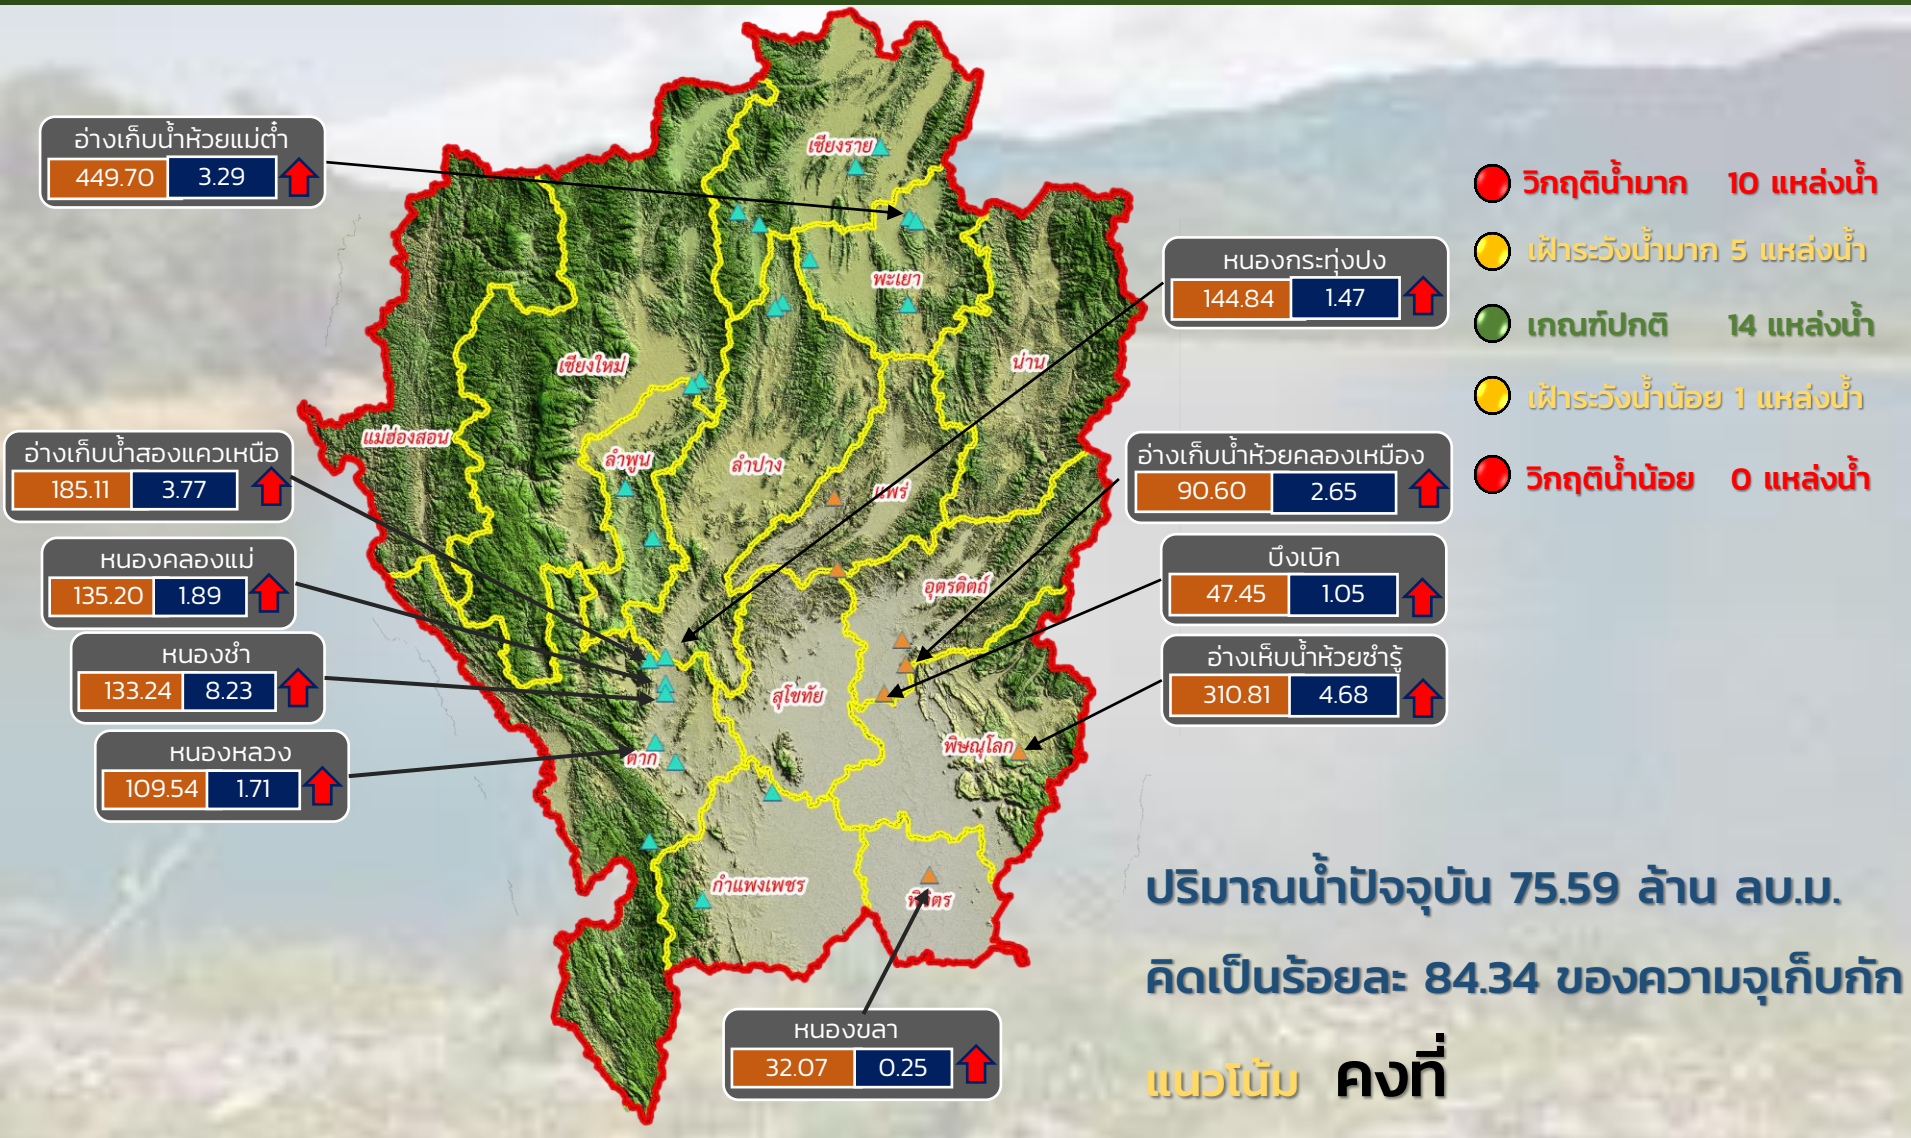 อ่างเก็บน้ำห้วยแม่ต๋ำ
449.70 3.29
อ่างเก็บน้ำสองแควเหนือ
185.11 3.77
หนองคลองแม่
135.20 1.89
หนองชำ
133.24 8.23
หนองหลวง
109.54 1.71
เชียงราย
พะเยา
น่าน
เชียงใหม่
แม่ฮ่องสอน
ลำพูน
ลำปาง
แพร่
อุตรดิตถ์
สุโขทัย
ตาก
พิษณุโลก
กำแพงเพชร
พิจิตร
หนองกระทุ่งปง
144.84 1.47
อ่างเก็บน้ำห้วยคลองเหมือง
90.60 2.65
บึงเบิก
47.45 1.05
อ่างเห็บน้ำห้วยซำรู้
310.81 4.68
หนองขลา
32.07 0.25
วิกฤติน้ำมาก 10 แหล่งน้ำ
เฝ้าระวังน้ำมาก 5 แหล่งน้ำ
เกณฑ์ปกติ 14 แหล่งน้ำ
เฝ้าระวังน้ำน้อย 1 แหล่งน้ำ
วิกฤติน้ำน้อย 0 แหล่งน้ำ
ปริมาณน้ำปัจจุบัน 75.59 ล้าน ลบ.ม.
คิดเป็นร้อยละ 84.34 ของความจุเก็บกัก
แนวโน้ม คงที่